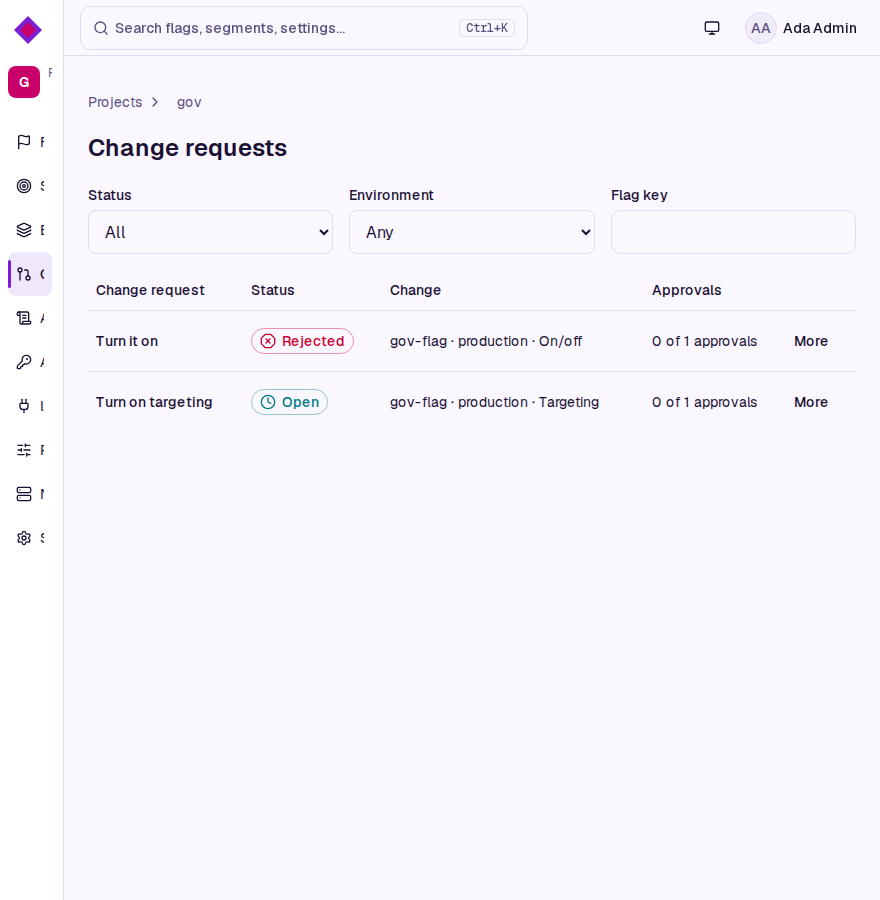 Search flags, segments, settings... Ctrl+K
AA Ada Admin
G
Projects > gov
Change requests
Status Environment Flag key
All Any
Change request Status Change Approvals
Turn it on Rejected gov-flag · production · On/off 0 of 1 approvals More
Turn on targeting Open gov-flag · production · Targeting 0 of 1 approvals More